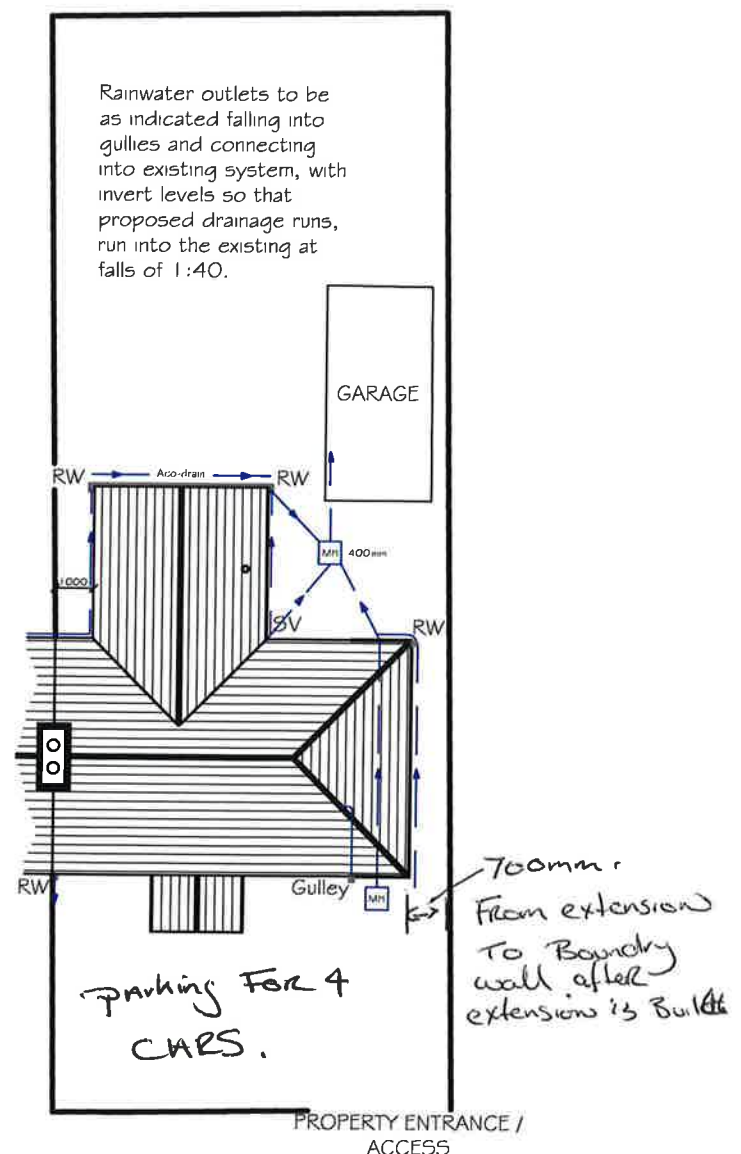 Rainwater outlets to be
as indicated falling into
gullies and connecting
into existing system, with
invert levels so that
proposed drainage runs,
run into the existing at
falls of 1:40.
GARAGE
RW
Aco-drain
RW
MH
400mm
1000
SV
RW
RW
Gulley
MH
700mm.
From extension
To Boundry
wall after
extension is Built
parking For 4
CARS.
PROPERTY ENTRANCE /
ACCESS